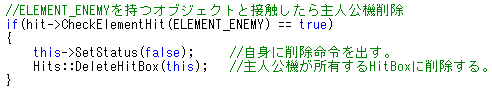 //ELEMENT_ENEMYを持つオブジェクトと接触したら主人公機削除
if(hit->CheckElementHit(ELEMENT_ENEMY) == true)
{
    this->SetStatus(false);    //自身に削除命令を出す。
    Hits::DeleteHitBox(this);  //主人公機が所有するHitBoxに削除する。
}